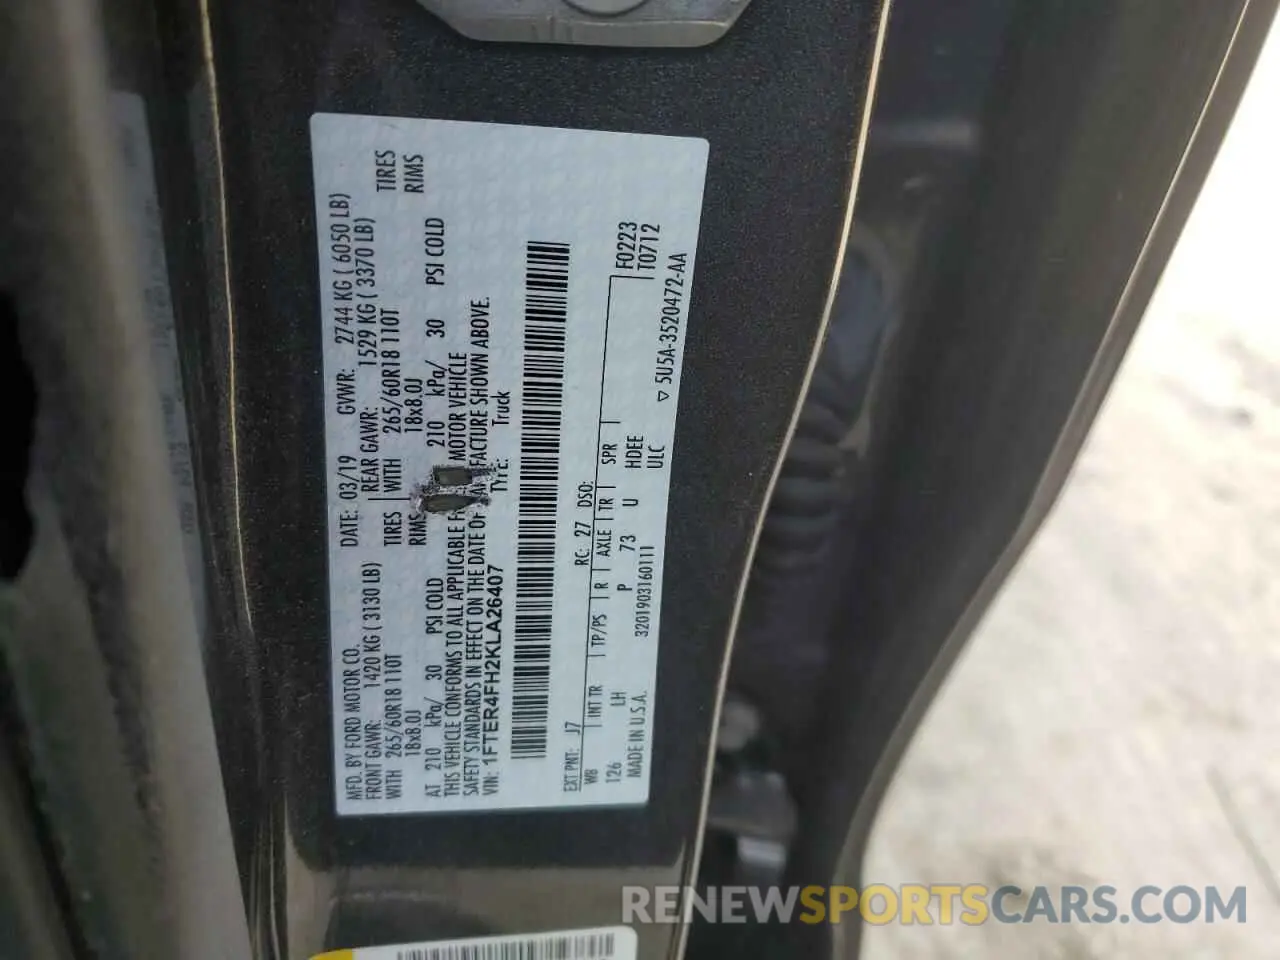 MFD. BY FORD MOTOR CO.
DATE: 03/19 GVWR: 2744 KG ( 6050 LB)
FRONT GAWR: 1420 KG ( 3130 LB) REAR GAWR: 1529 KG ( 3370 LB)
WITH 265/60R18 110T TIRES WITH 265/60R18 110T TIRES
18x8.0J RIMS 18x8.0J RIMS
AT 210 kPa/ 30 PSI COLD 210 kPa/ 30 PSI COLD
THIS VEHICLE CONFORMS TO ALL APPLICABLE MOTOR VEHICLE
SAFETY STANDARDS IN EFFECT ON THE DATE OF MANUFACTURE SHOWN ABOVE.
VIN: 1FTER4FH2KLA26407 Truck
EXT PNT: J7 RC: 27 DSO:
WB INT TR TP/PS R AXLE TR SPR F0223
126 LH P 73 U HDEE T0712
MADE IN U.S.A. 3201903160111 ULC
▽ 5U5A-3520472-AA
RENEWSPORTSCARS.COM